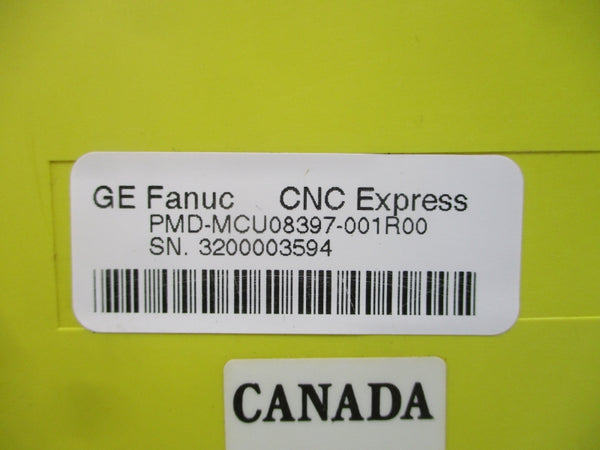 GE Fanuc CNC Express
PMD-MCU08397-001R00
SN. 3200003594
CANADA